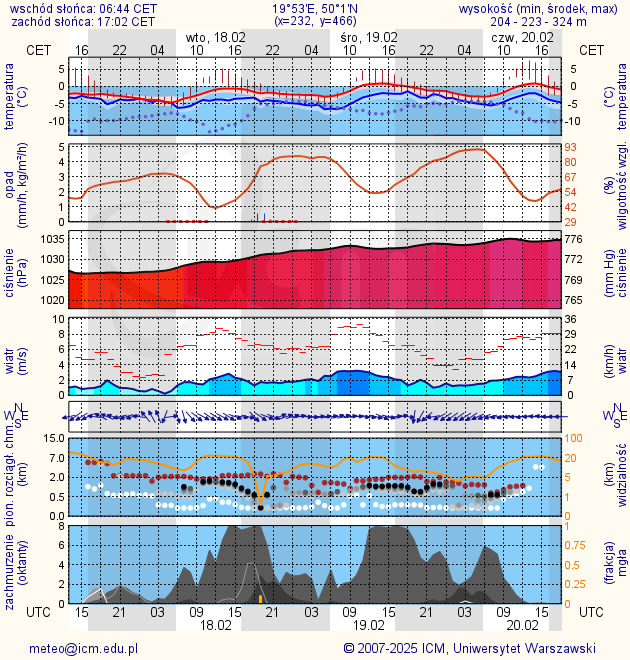 wschód słońca: 06:44 CET 19°53'E, 50°1'N wysokość (min, środek, max)
zachód słońca: 17:02 CET (x=232, y=466) 204 - 223 - 324 m
wto, 18.02 śro, 19.02 czw, 20.02
CET 16 22 04 10 16 22 04 10 16 22 04 10 16 CET
temperatura (°C)
5 0 -5 -10
5 0 -5 -10
(°C) temperatura
opad (mm/h, kg/m²/h)
5 4 3 2 1 0
93 80 67 54 42 29
(%) wilgotność wzgl.
ciśnienie (hPa)
1035 1030 1025 1020
776 772 769 765
(mm Hg) ciśnienie
wiatr (m/s)
10 8 6 4 2 0
36 29 22 14 7 0
(km/h) wiatr
N W E S
N W E S
pion. rozciągł. chm. (km)
15.0 7.0 2.0 0.5 0.0
100 20 5 1 0
(km) widzialność
zachmurzenie (oktanty)
8 6 4 2 0
1 0.75 0.5 0.25 0
(frakcja) mgła
UTC 15 21 03 09 15 21 03 09 15 21 03 09 15 UTC
18.02 19.02 20.02
meteo@icm.edu.pl © 2007-2025 ICM, Uniwersytet Warszawski